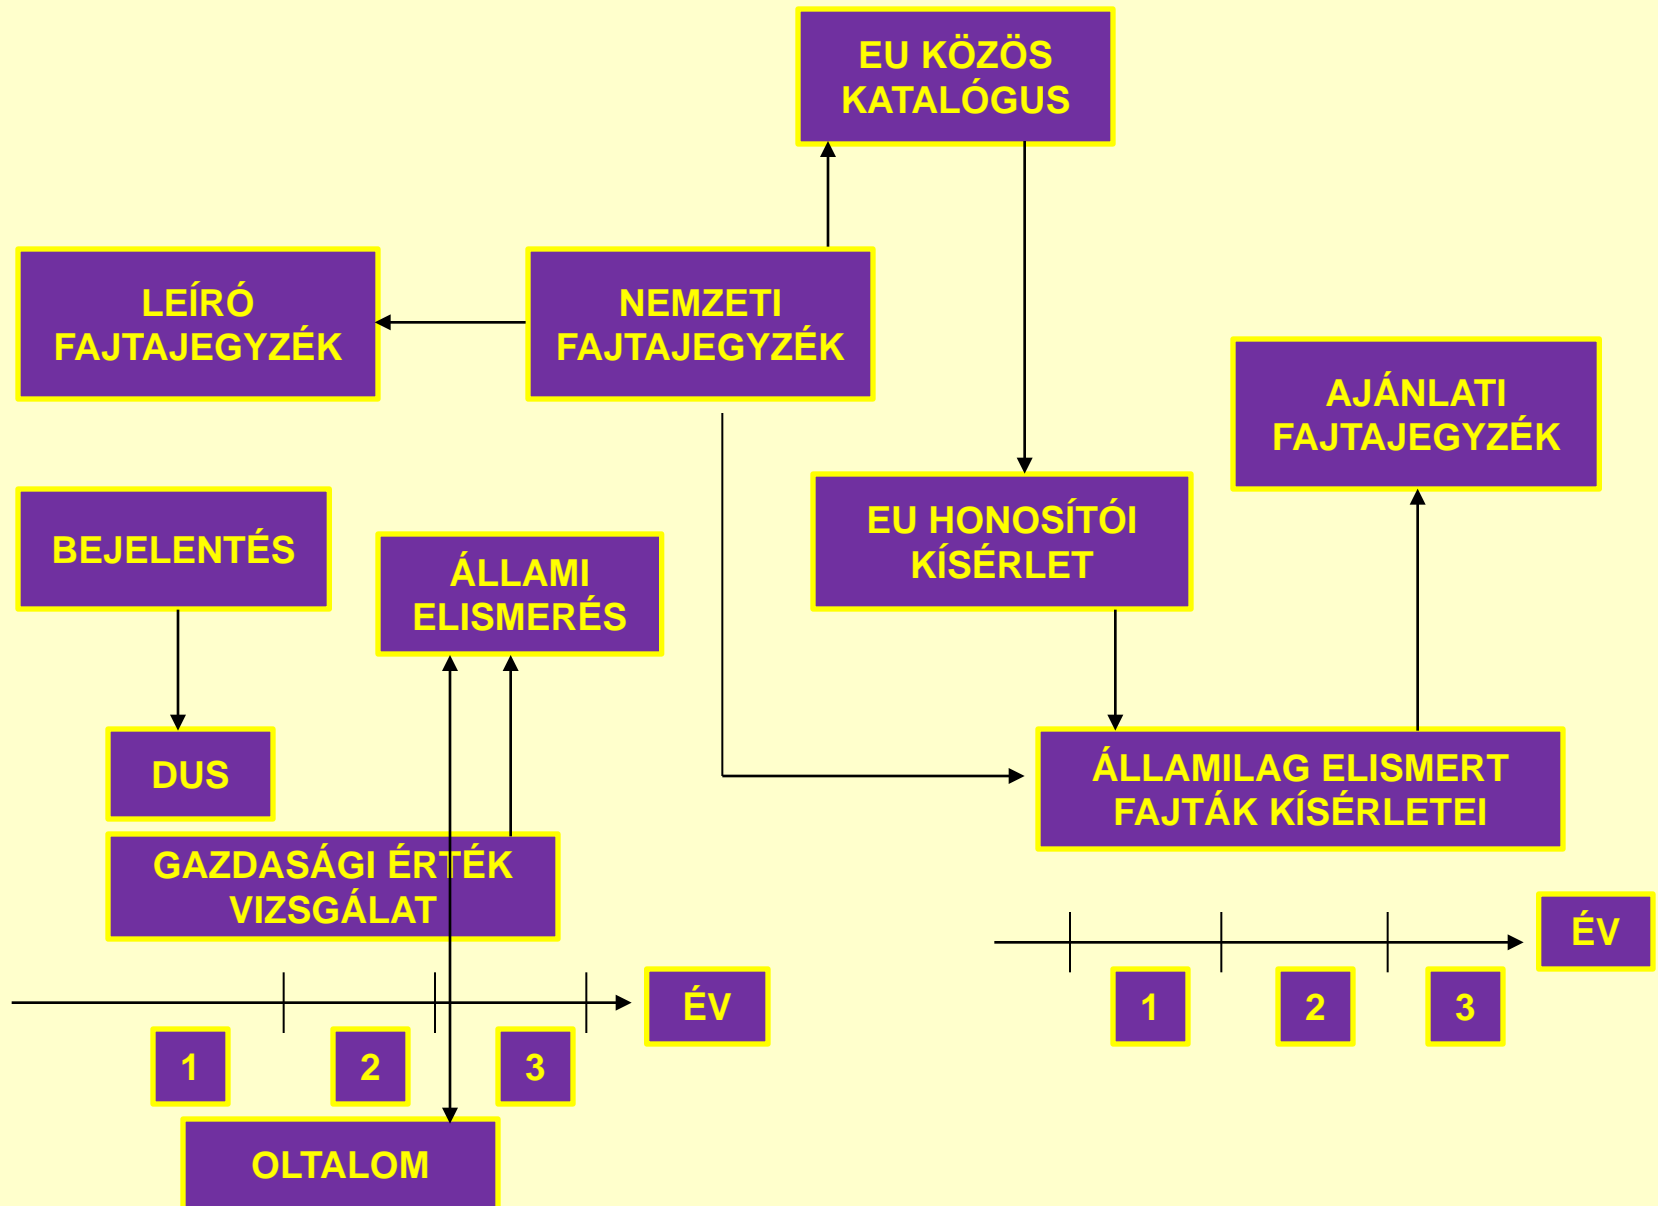 EU KÖZÖS
KATALÓGUS
LEÍRÓ
FAJTAJEGYZÉK
NEMZETI
FAJTAJEGYZÉK
AJÁNLATI
FAJTAJEGYZÉK
BEJELENTÉS
ÁLLAMI
ELISMERÉS
EU HONOSÍTÓI
KÍSÉRLET
DUS
ÁLLAMILAG ELISMERT
FAJTÁK KÍSÉRLETEI
GAZDASÁGI ÉRTÉK
VIZSGÁLAT
ÉV
1
2
3
ÉV
1
2
3
OLTALOM